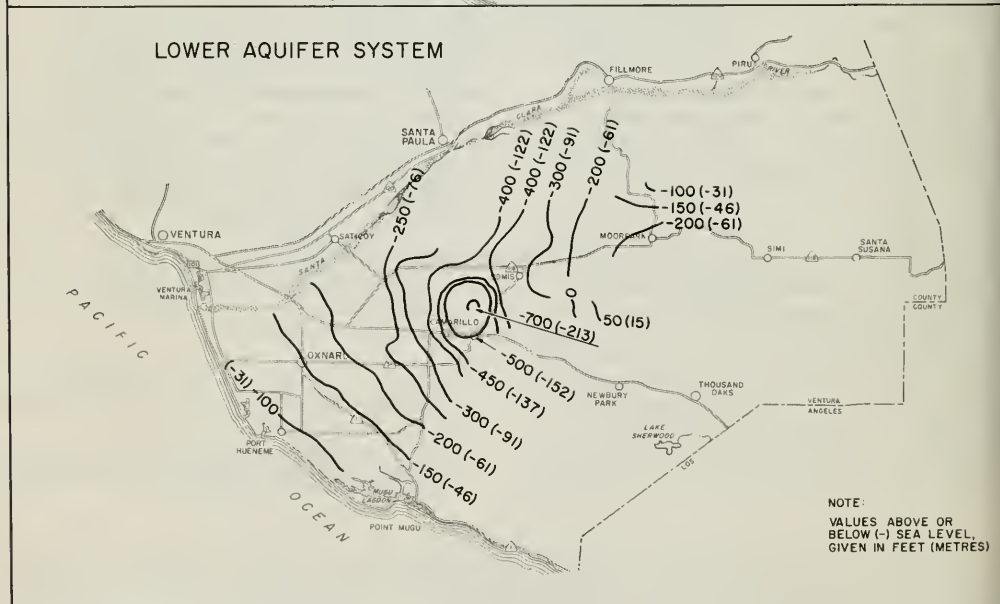 LOWER AQUIFER SYSTEM
FILLMORE
PIRU
RIVER
CLARA
SANTA
PAULA
-400 (-122)
-400 (-122)
-300 (-91)
-200 (-61)
-250 (-76)
-100 (-31)
-150 (-46)
-200 (-61)
VENTURA
SATICOY
SANTA
MOORPARK
SIMI
SANTA
SUSANA
VENTURA
MARINA
SOMIS
PACIFIC
0
50 (15)
COUNTY
COUNTY
CAMARILLO
-700 (-213)
OXNARD
-500 (-152)
(-31) -100
-450 (-137)
NEWBURY
PARK
THOUSAND
OAKS
-300 (-91)
VENTURA
ANGELES
-200 (-61)
LAKE
SHERWOOD
PORT
HUENEME
-150 (-46)
LOS
MUGU
LAGOON
OCEAN
POINT MUGU
NOTE:
VALUES ABOVE OR
BELOW (-) SEA LEVEL,
GIVEN IN FEET (METRES)